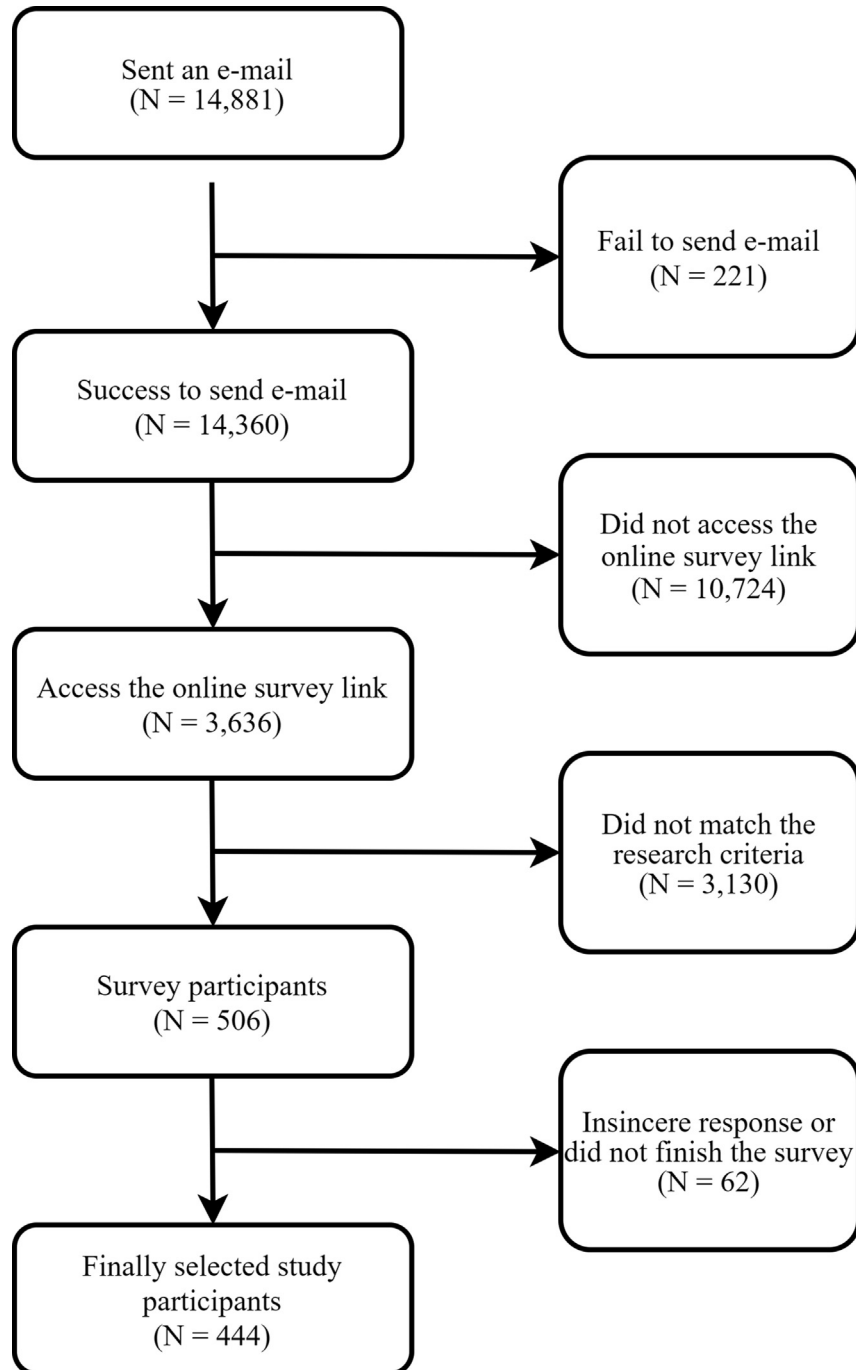 Sent an e-mail
(N = 14,881)
Fail to send e-mail
(N = 221)
Success to send e-mail
(N = 14,360)
Did not access the
online survey link
(N = 10,724)
Access the online survey link
(N = 3,636)
Did not match the
research criteria
(N = 3,130)
Survey participants
(N = 506)
Insincere response or
did not finish the survey
(N = 62)
Finally selected study
participants
(N = 444)